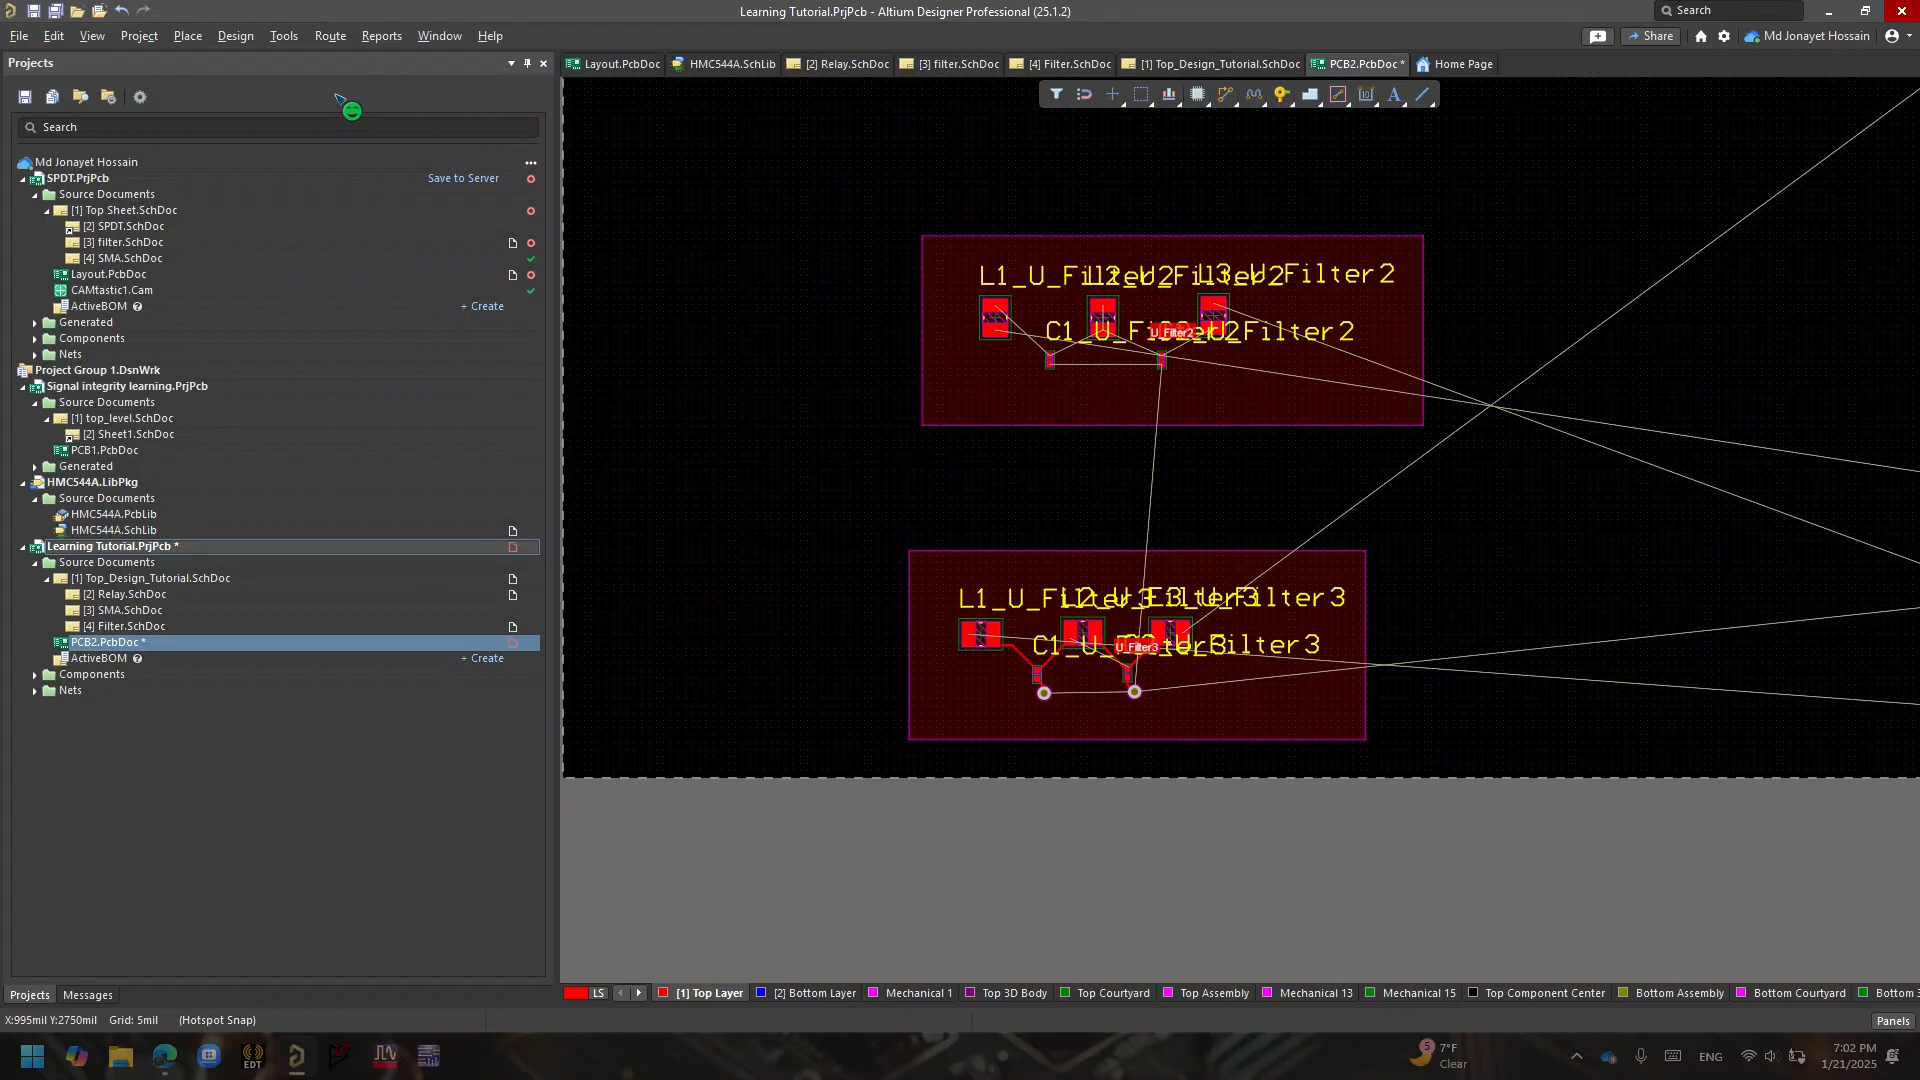 Learning Tutorial.PrjPcb - Altium Designer Professional (25.1.2)
Search
File Edit View Project Place Design Tools Route Reports Window Help
Share
Md Jonayet Hossain
Projects
Layout.PcbDoc
HMC544A.SchLib
[2] Relay.SchDoc
[3] filter.SchDoc
[4] Filter.SchDoc
[1] Top_Design_Tutorial.SchDoc
PCB2.PcbDoc *
Home Page
Search
Md Jonayet Hossain
SPDT.PrjPcb Save to Server
Source Documents
[1] Top Sheet.SchDoc
[2] SPDT.SchDoc
[3] filter.SchDoc
[4] SMA.SchDoc
Layout.PcbDoc
CAMtastic1.Cam
ActiveBOM + Create
Generated
Components
Nets
Project Group 1.DsnWrk
Signal integrity learning.PrjPcb
Source Documents
[1] top_level.SchDoc
[2] Sheet1.SchDoc
PCB1.PcbDoc
Generated
HMC544A.LibPkg
Source Documents
HMC544A.PcbLib
HMC544A.SchLib
Learning Tutorial.PrjPcb *
Source Documents
[1] Top_Design_Tutorial.SchDoc
[2] Relay.SchDoc
[3] SMA.SchDoc
[4] Filter.SchDoc
PCB2.PcbDoc *
ActiveBOM + Create
Components
Nets
U_Filter2
U_Filter3
Projects Messages
LS
[1] Top Layer
[2] Bottom Layer
Mechanical 1
Top 3D Body
Top Courtyard
Top Assembly
Mechanical 13
Mechanical 15
Top Component Center
Bottom Assembly
Bottom Courtyard
X:995mil Y:2750mil Grid: 5mil (Hotspot Snap)
Panels
EDT
5
7°F
Clear
ENG
7:02 PM
1/21/2025